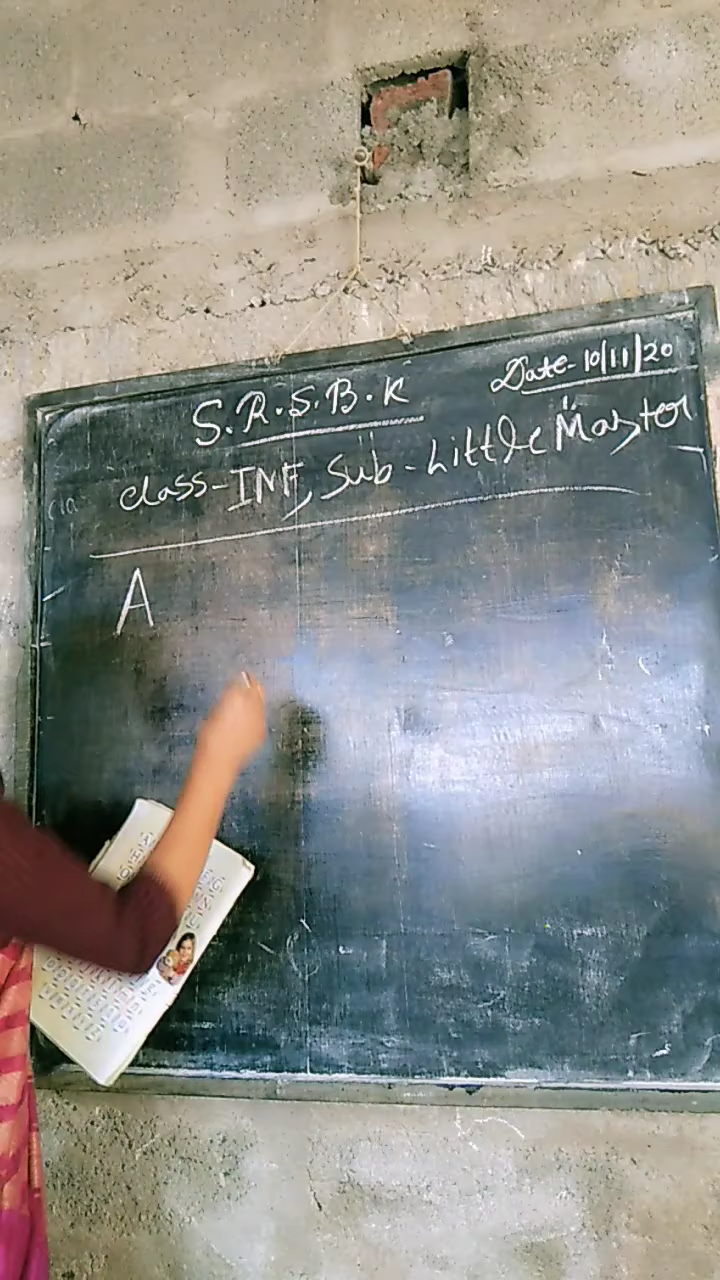 S.R.S.B.K
Date-10/11/20
class-INF, Sub-Little Master
A